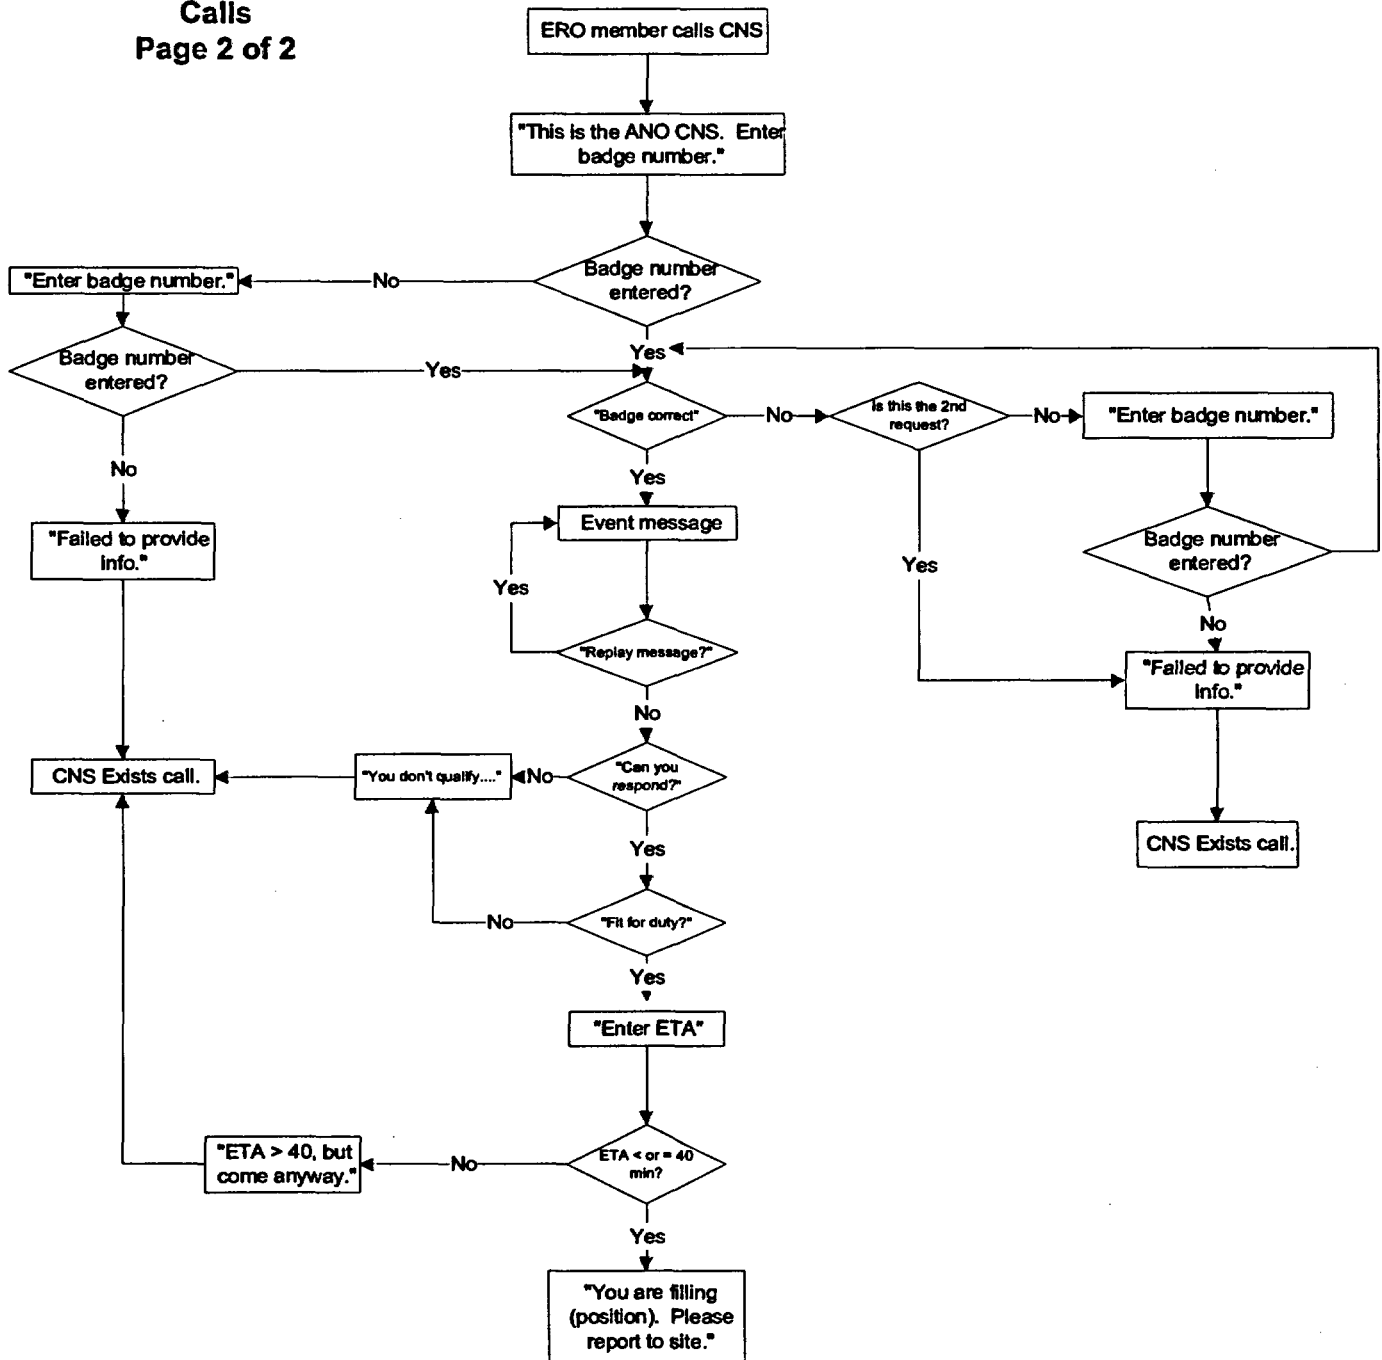 Calls
Page 2 of 2
ERO member calls CNS
"This is the ANO CNS. Enter
badge number."
Badge number
entered?
No
"Enter badge number."
Yes
Badge number
entered?
Yes
"Badge correct"
No
Is this the 2nd
request?
No
"Enter badge number."
No
Yes
"Failed to provide
info."
Event message
Yes
Yes
Badge number
entered?
No
"Replay message?"
"Failed to provide
info."
No
CNS Exists call.
"You don't qualify...."
No
"Can you
respond?"
CNS Exists call.
Yes
No
"Fit for duty?"
Yes
"Enter ETA"
"ETA > 40, but
come anyway."
No
ETA < or = 40
min?
Yes
"You are filling
(position). Please
report to site."